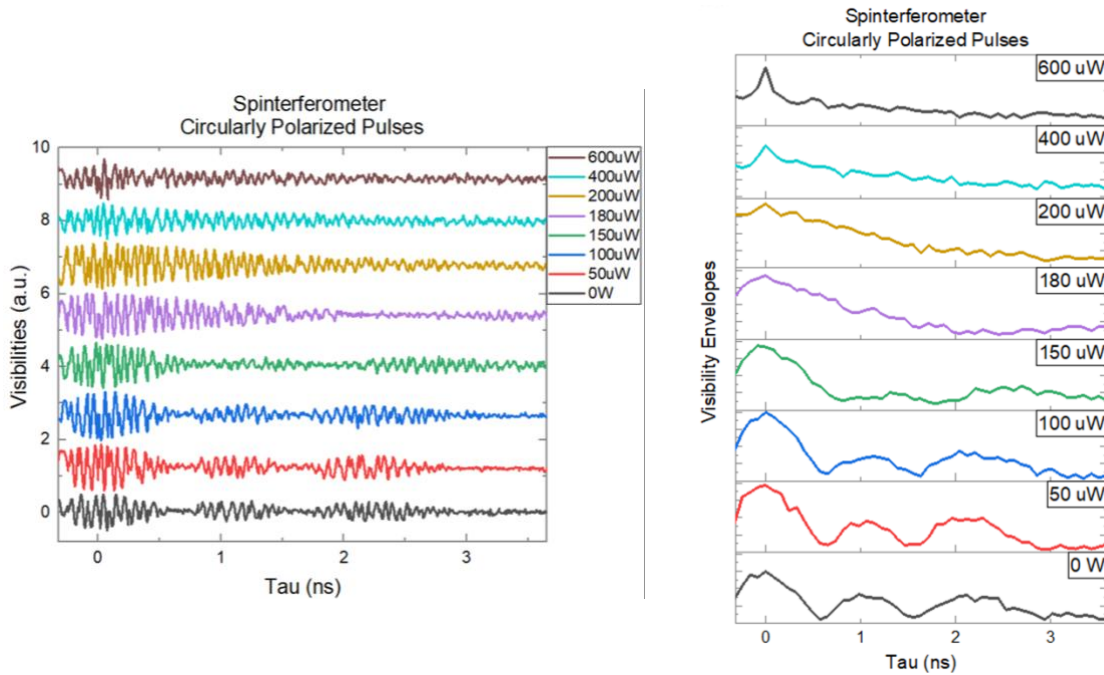 Spinterferometer
Circularly Polarized Pulses
Visibilities (a.u.)
10
8
6
4
2
0
600uW
400uW
200uW
180uW
150uW
100uW
50uW
0W
0
1
2
3
Tau (ns)
Spinterferometer
Circularly Polarized Pulses
Visibility Envelopes
600 uW
400 uW
200 uW
180 uW
150 uW
100 uW
50 uW
0 W
0
1
2
3
Tau (ns)